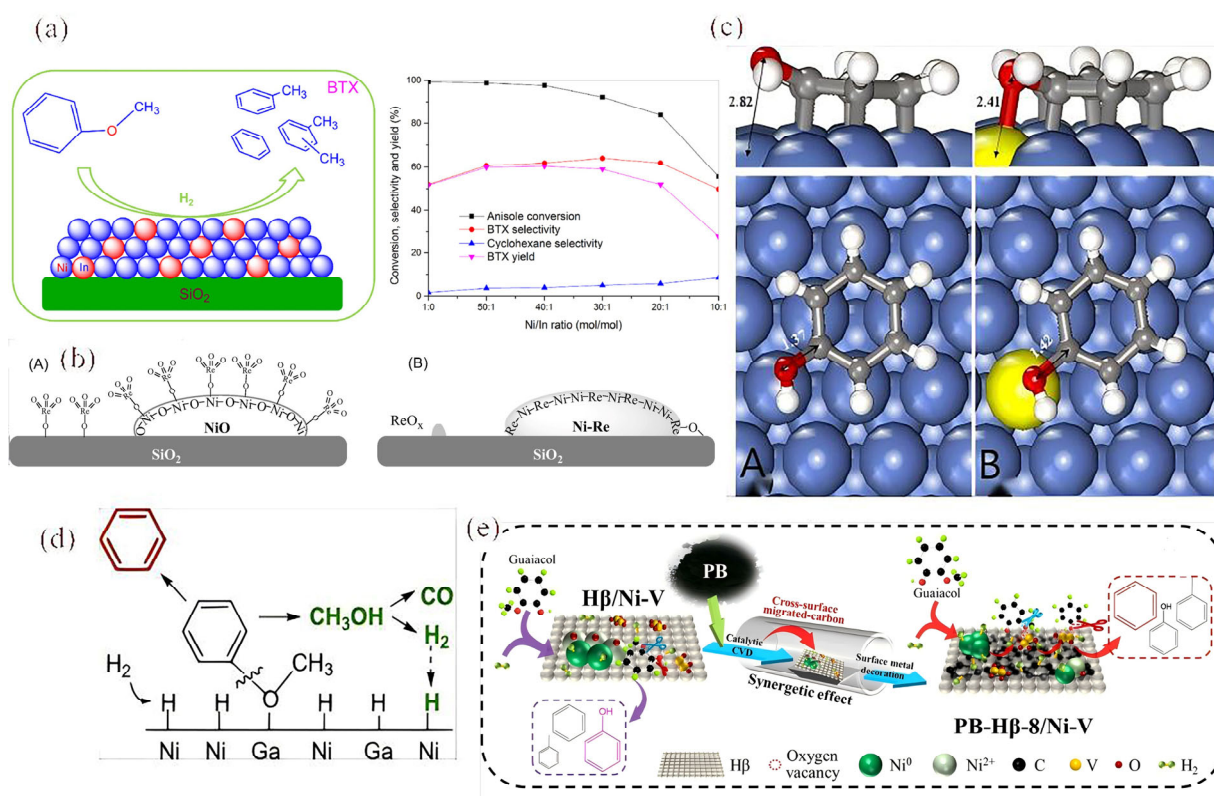 (a)
CH3
O
BTX
CH3
CH3
CH3
H2
Ni
In
SiO2
Conversion, selectivity and yield (%)
100
80
60
40
20
0
Anisole conversion
BTX selectivity
Cyclohexane selectivity
BTX yield
1:0
50:1
40:1
30:1
20:1
10:1
Ni/In ratio (mol/mol)
(b)
(A)
NiO
SiO2
(B)
ReOx
Ni-Re
SiO2
(c)
2.82
2.41
1.37
1.42
A
B
(d)
CH3OH
CO
H2
H2
CH3
O
H
H
H
H
H
Ni
Ni
Ga
Ni
Ga
Ni
(e)
Guaiacol
Hβ/Ni-V
PB
Cross-surface
migrated-carbon
Catalytic
CVD
Synergetic effect
Surface metal
decoration
Guaiacol
PB-Hβ-8/Ni-V
OH
OH
Hβ
Oxygen
vacancy
Ni0
Ni2+
C
V
O
H2